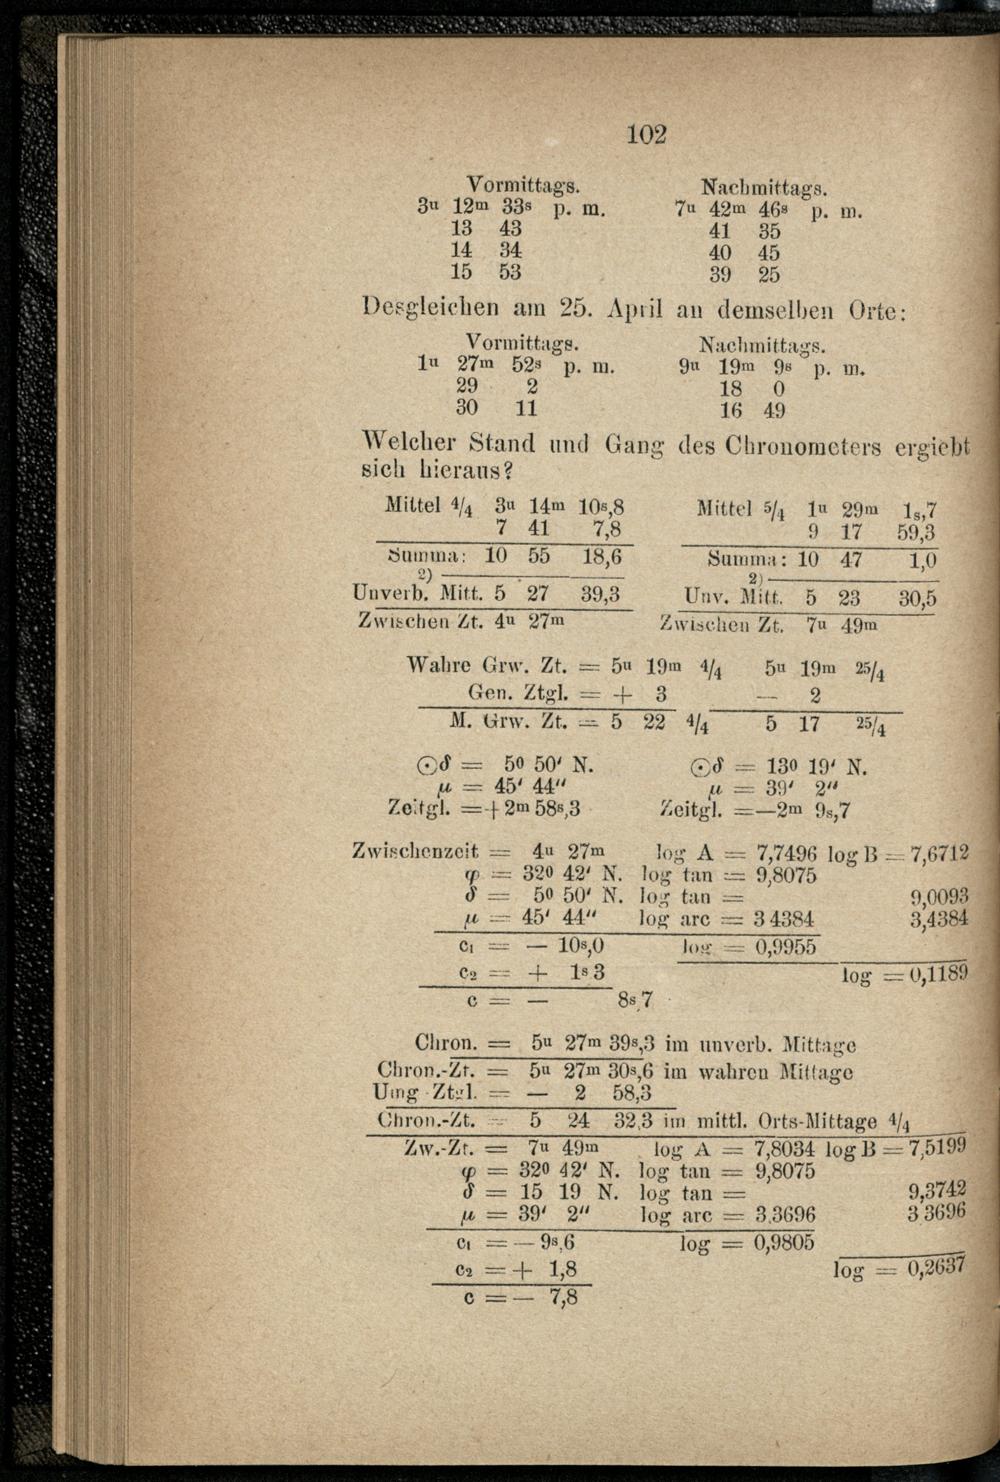 102
Vormittags. Nachmittags.
3u 12m 33s p. m. 7u 42m 46s p. m.
13 43 41 35
14 34 40 45
15 53 39 25
Desgleichen am 25. April an demselben Orte:
Vormittags. Nachmittags.
1u 27m 52s p. m. 9u 19m 9s p. m.
29 2 18 0
30 11 16 49
Welcher Stand und Gang des Chronometers ergiebt
sich hieraus?
Mittel 4/4 3u 14m 10s,8 Mittel 5/4 1u 29m 1s,7
7 41 7,8 9 17 59,3
Summa: 10 55 18,6 Summa: 10 47 1,0
2) 2)
Unverb. Mitt. 5 27 39,3 Unv. Mitt. 5 23 30,5
Zwischen Zt. 4u 27m Zwischen Zt. 7u 49m
Wahre Grw. Zt. = 5u 19m 4/4 5u 19m 25/4
Gen. Ztgl. = + 3 — 2
M. Grw. Zt. = 5 22 4/4 5 17 25/4
⊙δ = 5o 50′ N. ⊙δ = 13o 19′ N.
μ = 45′ 44″ μ = 39′ 2″
Zeitgl. = + 2m 58s,3 Zeitgl. = — 2m 9s,7
Zwischenzeit = 4u 27m log A = 7,7496 log B = 7,6712
φ = 32o 42′ N. log tan = 9,8075
δ = 5o 50′ N. log tan = 9,0093
μ = 45′ 44″ log arc = 3 4384 3,4384
c1 = — 10s,0 log = 0,9955
c2 = + 1s 3 log = 0,1189
c = — 8s,7
Chron. = 5u 27m 39s,3 im unverb. Mittage
Chron.-Zt. = 5u 27m 30s,6 im wahren Mittage
Umg Ztgl. = — 2 58,3
Chron.-Zt. = 5 24 32,3 im mittl. Orts-Mittage 4/4
Zw.-Zt. = 7u 49m log A = 7,8034 log B = 7,5199
φ = 32o 42′ N. log tan = 9,8075
δ = 15 19 N. log tan = 9,3742
μ = 39′ 2″ log arc = 3,3696 3 3696
c1 = — 9s,6 log = 0,9805
c2 = + 1,8 log = 0,2637
c = — 7,8